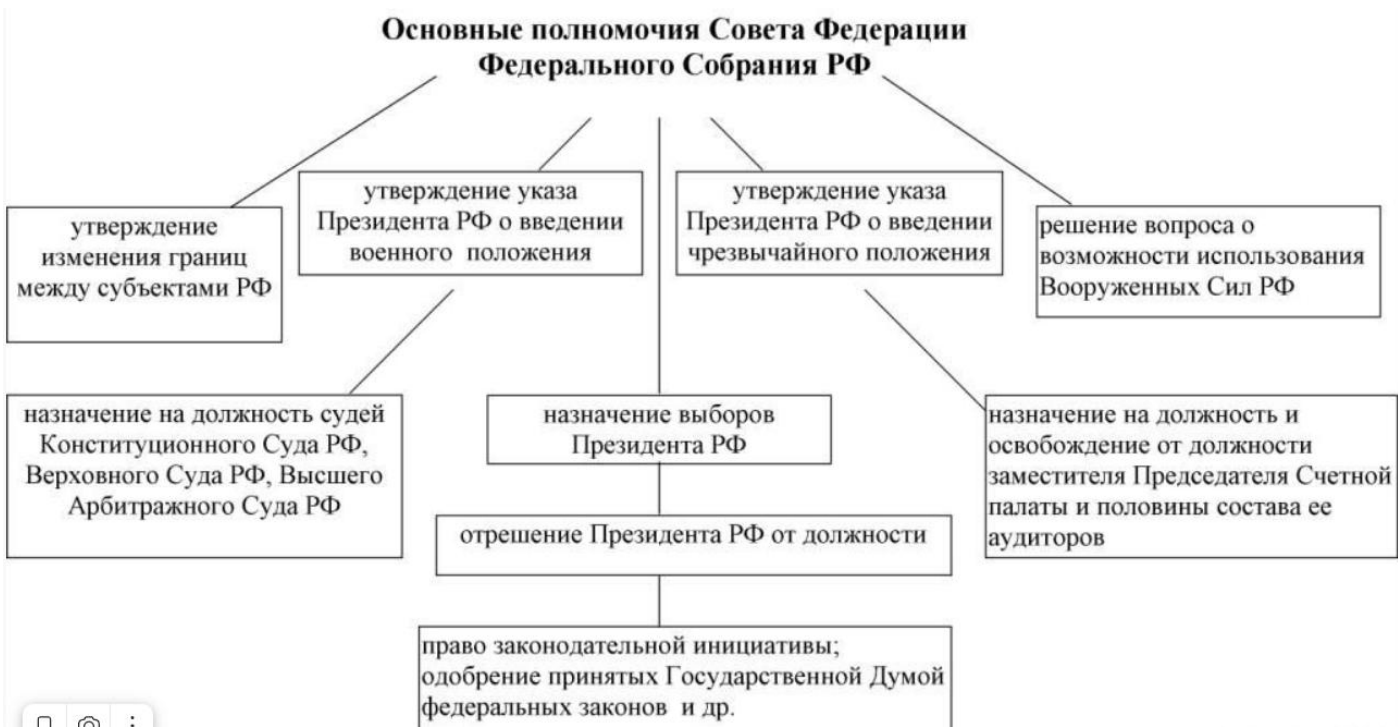 Основные полномочия Совета Федерации
Федерального Собрания РФ
утверждение
изменения границ
между субъектами РФ
утверждение указа
Президента РФ о введении
военного положения
утверждение указа
Президента РФ о введении
чрезвычайного положения
решение вопроса о
возможности использования
Вооруженных Сил РФ
назначение на должность судей
Конституционного Суда РФ,
Верховного Суда РФ, Высшего
Арбитражного Суда РФ
назначение выборов
Президента РФ
назначение на должность и
освобождение от должности
заместителя Председателя Счетной
палаты и половины состава ее
аудиторов
отрешение Президента РФ от должности
право законодательной инициативы;
одобрение принятых Государственной Думой
федеральных законов и др.